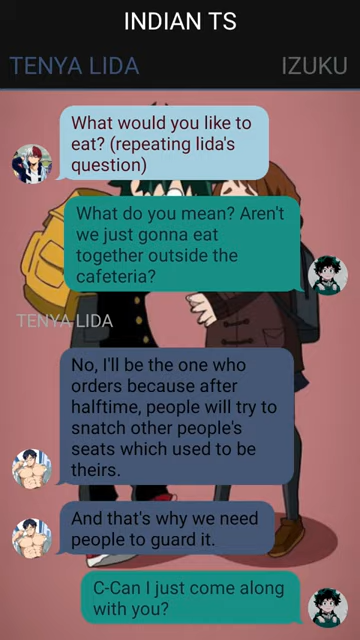 INDIAN TS
TENYA LIDA IZUKU
What would you like to
eat? (repeating lida's
question)
What do you mean? Aren't
we just gonna eat
together outside the
cafeteria?
TENYA LIDA
No, I'll be the one who
orders because after
halftime, people will try to
snatch other people's
seats which used to be
theirs.
And that's why we need
people to guard it.
C-Can I just come along
with you?